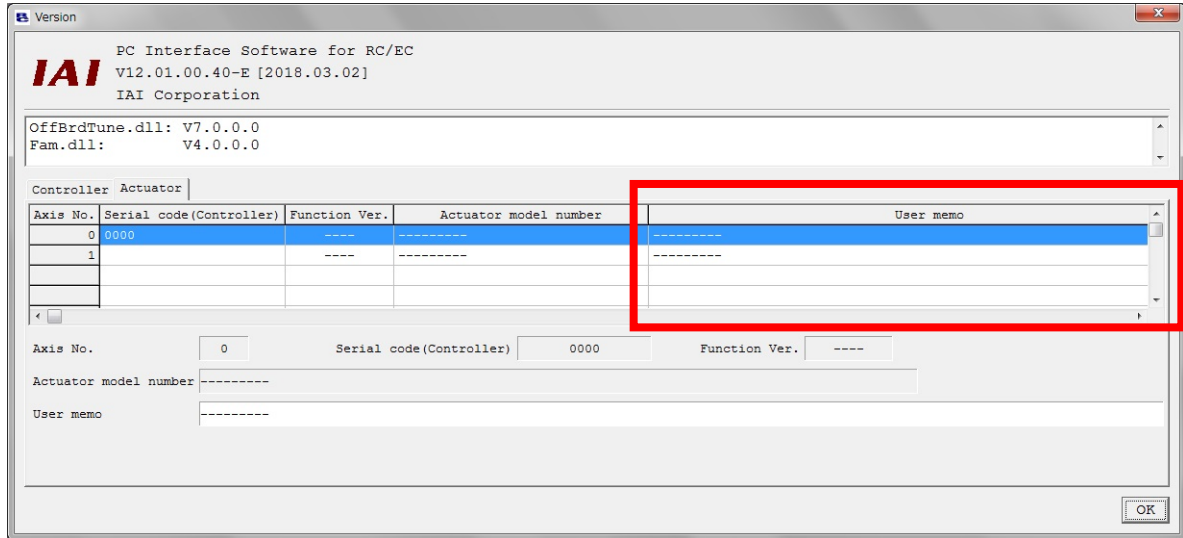 Version
IAI
PC Interface Software for RC/EC
V12.01.00.40-E [2018.03.02]
IAI Corporation
OffBrdTune.dll: V7.0.0.0
Fam.dll: V4.0.0.0
Controller Actuator
Axis No. Serial code(Controller) Function Ver. Actuator model number User memo
0 0000 ---- --------- ---------
1 ---- --------- ---------
Axis No. 0 Serial code(Controller) 0000 Function Ver. ----
Actuator model number ---------
User memo ---------
OK